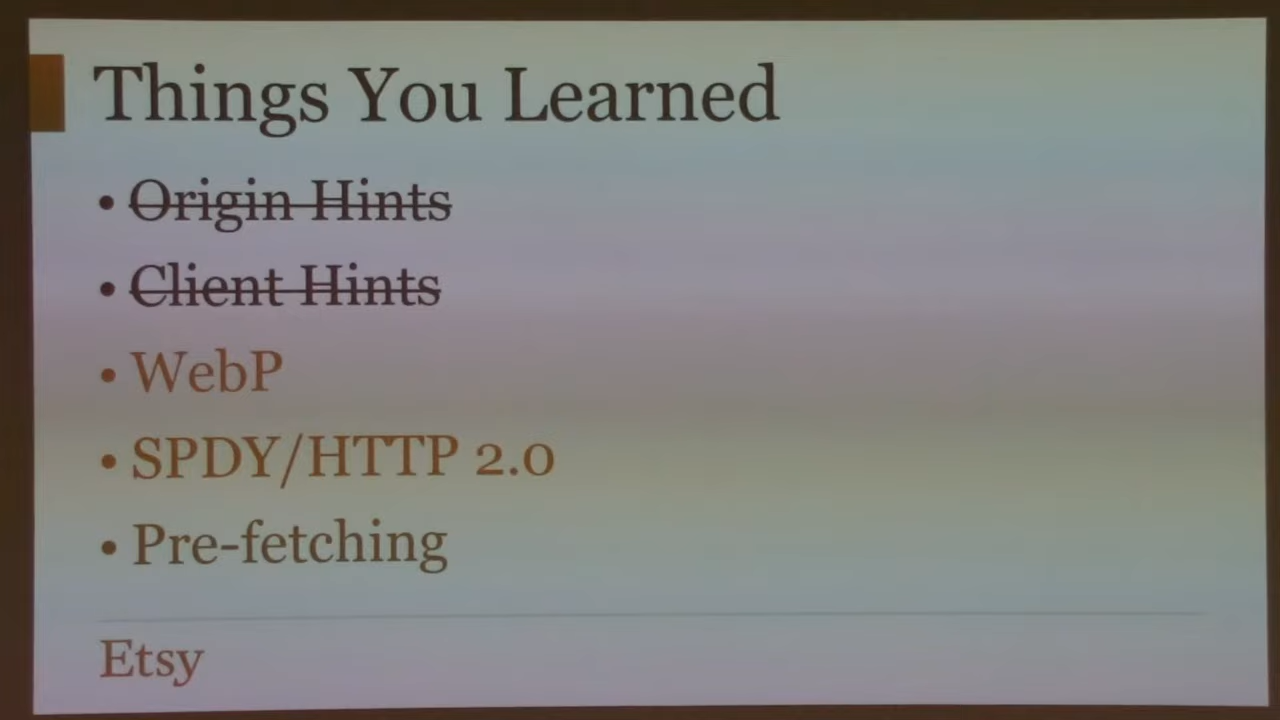 Things You Learned
• Origin Hints
• Client Hints
• WebP
• SPDY/HTTP 2.0
• Pre-fetching
Etsy